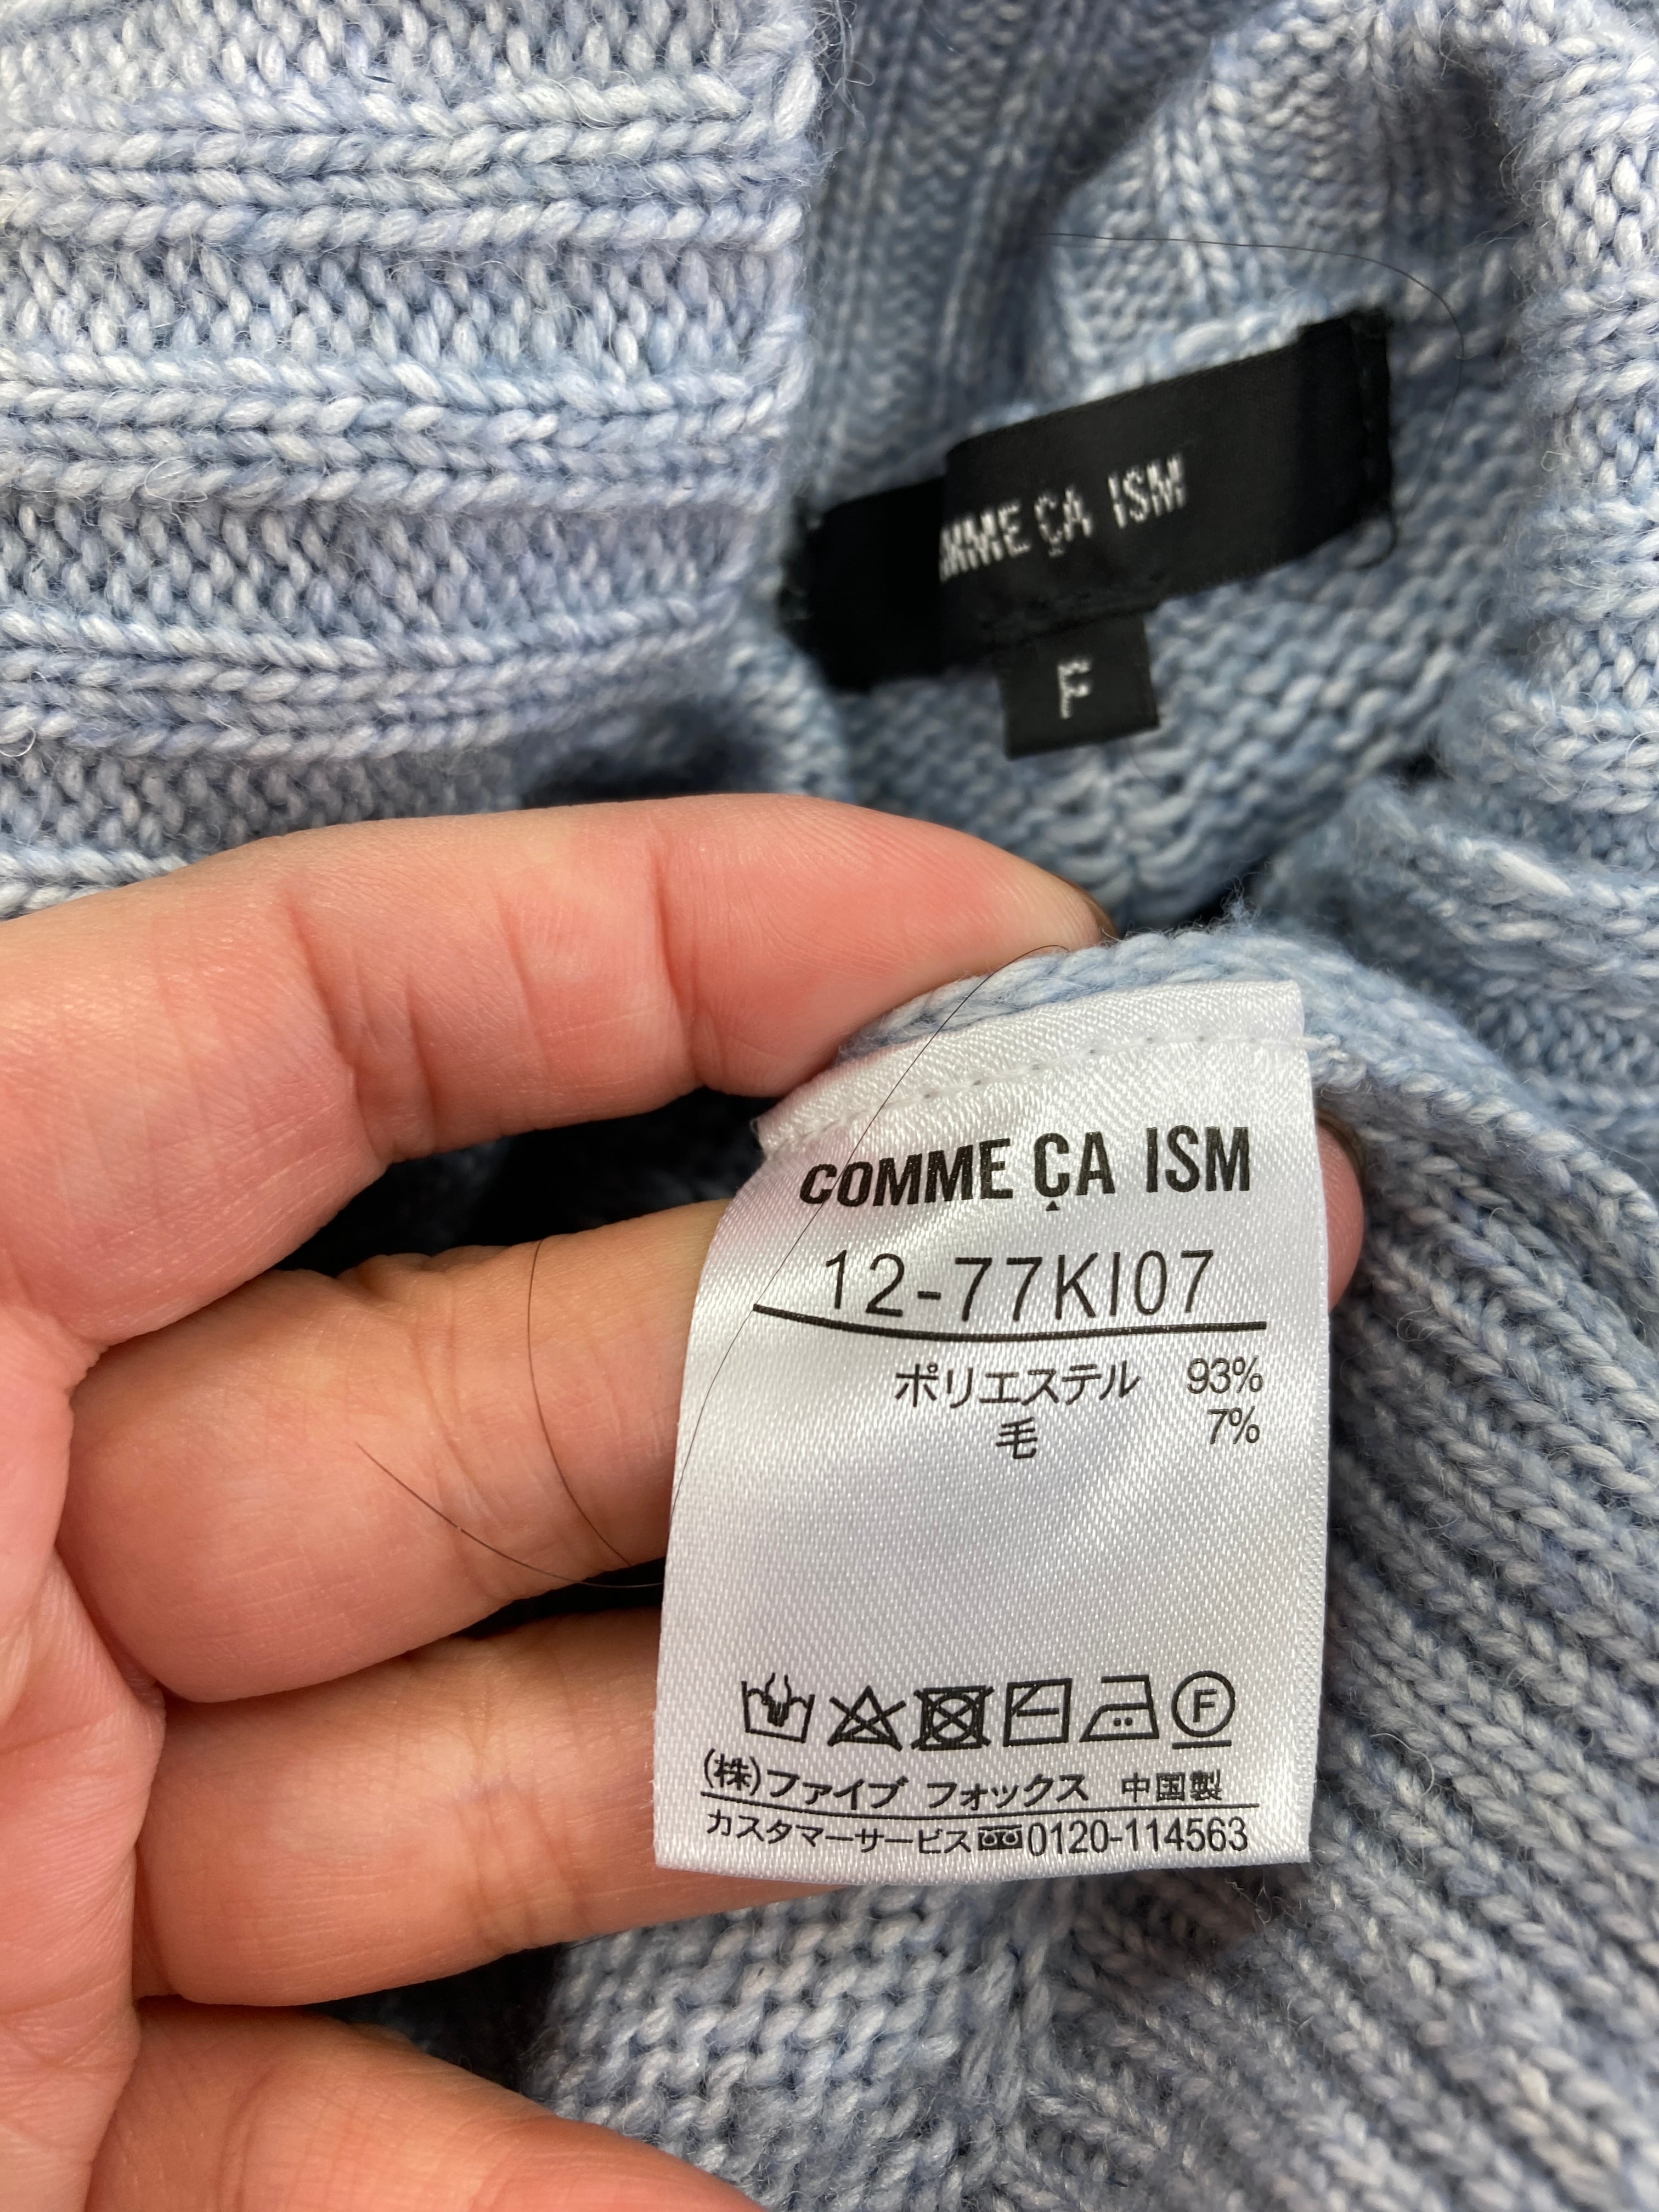 MME ÇA ISM
F
COMME ÇA ISM
12-77KI07
ポリエステル 93%
毛 7%
F
(株)ファイブ フォックス 中国製
カスタマーサービス 0120-114563